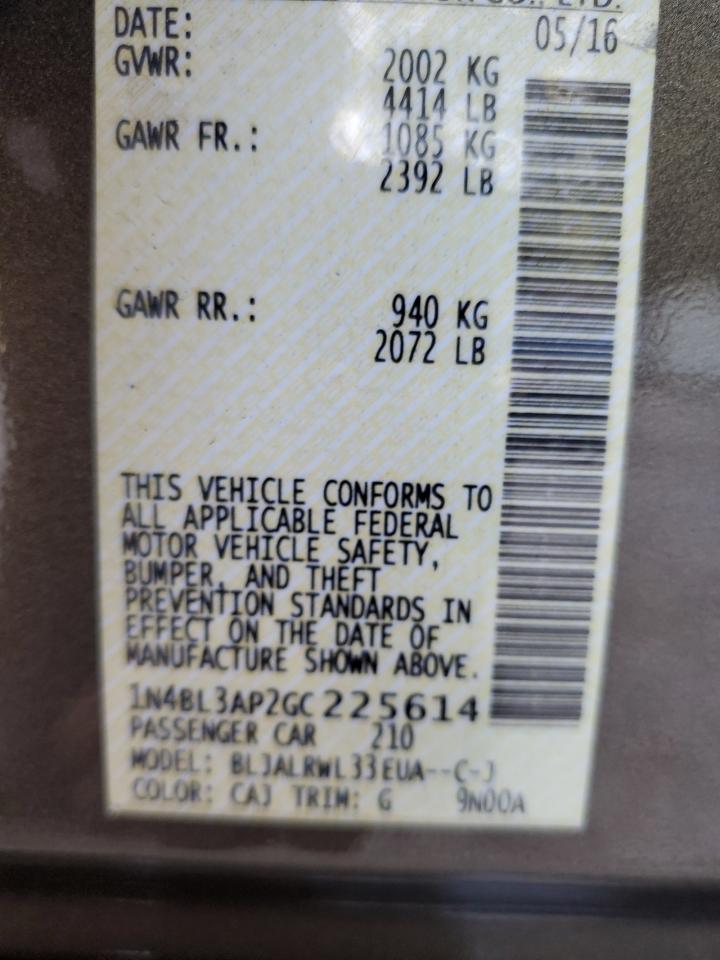 CO., LTD.
DATE: 05/16
GVWR: 2002 KG
4414 LB
GAWR FR.: 1085 KG
2392 LB
GAWR RR.: 940 KG
2072 LB
THIS VEHICLE CONFORMS TO
ALL APPLICABLE FEDERAL
MOTOR VEHICLE SAFETY,
BUMPER, AND THEFT
PREVENTION STANDARDS IN
EFFECT ON THE DATE OF
MANUFACTURE SHOWN ABOVE.
1N4BL3AP2GC225614
PASSENGER CAR 210
MODEL: BLJALRWL33EUA--C-J
COLOR: CAJ TRIM: G 9N00A